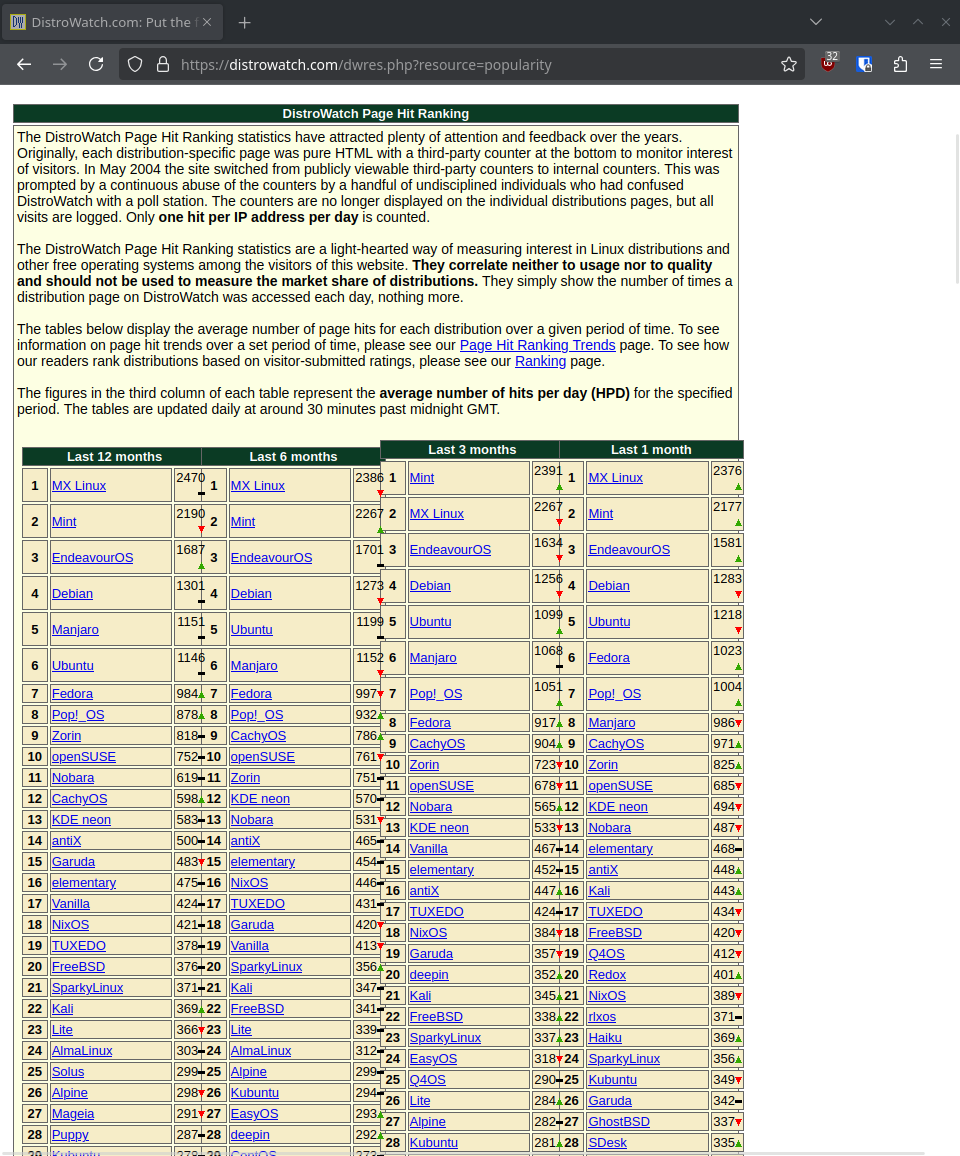 DistroWatch.com: Put the
https://distrowatch.com/dwres.php?resource=popularity
32
DistroWatch Page Hit Ranking
The DistroWatch Page Hit Ranking statistics have attracted plenty of attention and feedback over the years.
Originally, each distribution-specific page was pure HTML with a third-party counter at the bottom to monitor interest
of visitors. In May 2004 the site switched from publicly viewable third-party counters to internal counters. This was
prompted by a continuous abuse of the counters by a handful of undisciplined individuals who had confused
DistroWatch with a poll station. The counters are no longer displayed on the individual distributions pages, but all
visits are logged. Only one hit per IP address per day is counted.
The DistroWatch Page Hit Ranking statistics are a light-hearted way of measuring interest in Linux distributions and
other free operating systems among the visitors of this website. They correlate neither to usage nor to quality
and should not be used to measure the market share of distributions. They simply show the number of times a
distribution page on DistroWatch was accessed each day, nothing more.
The tables below display the average number of page hits for each distribution over a given period of time. To see
information on page hit trends over a set period of time, please see our Page Hit Ranking Trends page. To see how
our readers rank distributions based on visitor-submitted ratings, please see our Ranking page.
The figures in the third column of each table represent the average number of hits per day (HPD) for the specified
period. The tables are updated daily at around 30 minutes past midnight GMT.
Last 12 months
1 MX Linux 2470
2 Mint 2190
3 EndeavourOS 1687
4 Debian 1301
5 Manjaro 1151
6 Ubuntu 1146
7 Fedora 984
8 Pop!_OS 878
9 Zorin 818
10 openSUSE 752
11 Nobara 619
12 CachyOS 598
13 KDE neon 583
14 antiX 500
15 Garuda 483
16 elementary 475
17 Vanilla 424
18 NixOS 421
19 TUXEDO 378
20 FreeBSD 376
21 SparkyLinux 371
22 Kali 369
23 Lite 366
24 AlmaLinux 303
25 Solus 299
26 Alpine 298
27 Mageia 291
28 Puppy 287
29 Kubuntu 278
Last 6 months
1 MX Linux 2386
2 Mint 2267
3 EndeavourOS 1701
4 Debian 1273
5 Ubuntu 1199
6 Manjaro 1152
7 Fedora 997
8 Pop!_OS 932
9 CachyOS 786
10 openSUSE 761
11 Zorin 751
12 KDE neon 570
13 Nobara 531
14 antiX 465
15 elementary 454
16 NixOS 446
17 TUXEDO 431
18 Garuda 420
19 Vanilla 413
20 SparkyLinux 356
21 Kali 347
22 FreeBSD 341
23 Lite 339
24 AlmaLinux 312
25 Alpine 299
26 Kubuntu 294
27 EasyOS 293
28 deepin 292
29 CentOS 273
Last 3 months
1 Mint 2391
2 MX Linux 2267
3 EndeavourOS 1634
4 Debian 1256
5 Ubuntu 1099
6 Manjaro 1068
7 Pop!_OS 1051
8 Fedora 917
9 CachyOS 904
10 Zorin 723
11 openSUSE 678
12 Nobara 565
13 KDE neon 533
14 Vanilla 467
15 elementary 452
16 antiX 447
17 TUXEDO 424
18 NixOS 384
19 Garuda 357
20 deepin 352
21 Kali 345
22 FreeBSD 338
23 SparkyLinux 337
24 EasyOS 318
25 Q4OS 290
26 Lite 284
27 Alpine 282
28 Kubuntu 281
Last 1 month
1 MX Linux 2376
2 Mint 2177
3 EndeavourOS 1581
4 Debian 1283
5 Ubuntu 1218
6 Fedora 1023
7 Pop!_OS 1004
8 Manjaro 986
9 CachyOS 971
10 Zorin 825
11 openSUSE 685
12 KDE neon 494
13 Nobara 487
14 elementary 468
15 antiX 448
16 Kali 443
17 TUXEDO 434
18 FreeBSD 420
19 Q4OS 412
20 Redox 401
21 NixOS 389
22 rlxos 371
23 Haiku 369
24 SparkyLinux 356
25 Kubuntu 349
26 Garuda 342
27 GhostBSD 337
28 SDesk 335